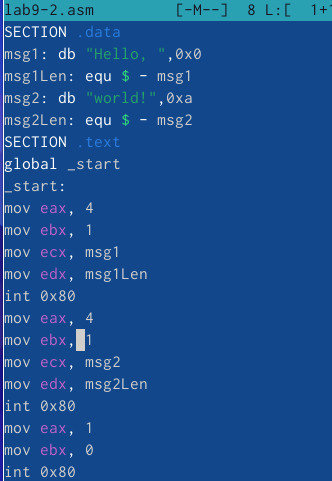 lab9-2.asm [-M--] 8 L:[ 1+1
SECTION .data
msg1: db "Hello, ",0x0
msg1Len: equ $ - msg1
msg2: db "world!",0xa
msg2Len: equ $ - msg2
SECTION .text
global _start
_start:
mov eax, 4
mov ebx, 1
mov ecx, msg1
mov edx, msg1Len
int 0x80
mov eax, 4
mov ebx, 1
mov ecx, msg2
mov edx, msg2Len
int 0x80
mov eax, 1
mov ebx, 0
int 0x80